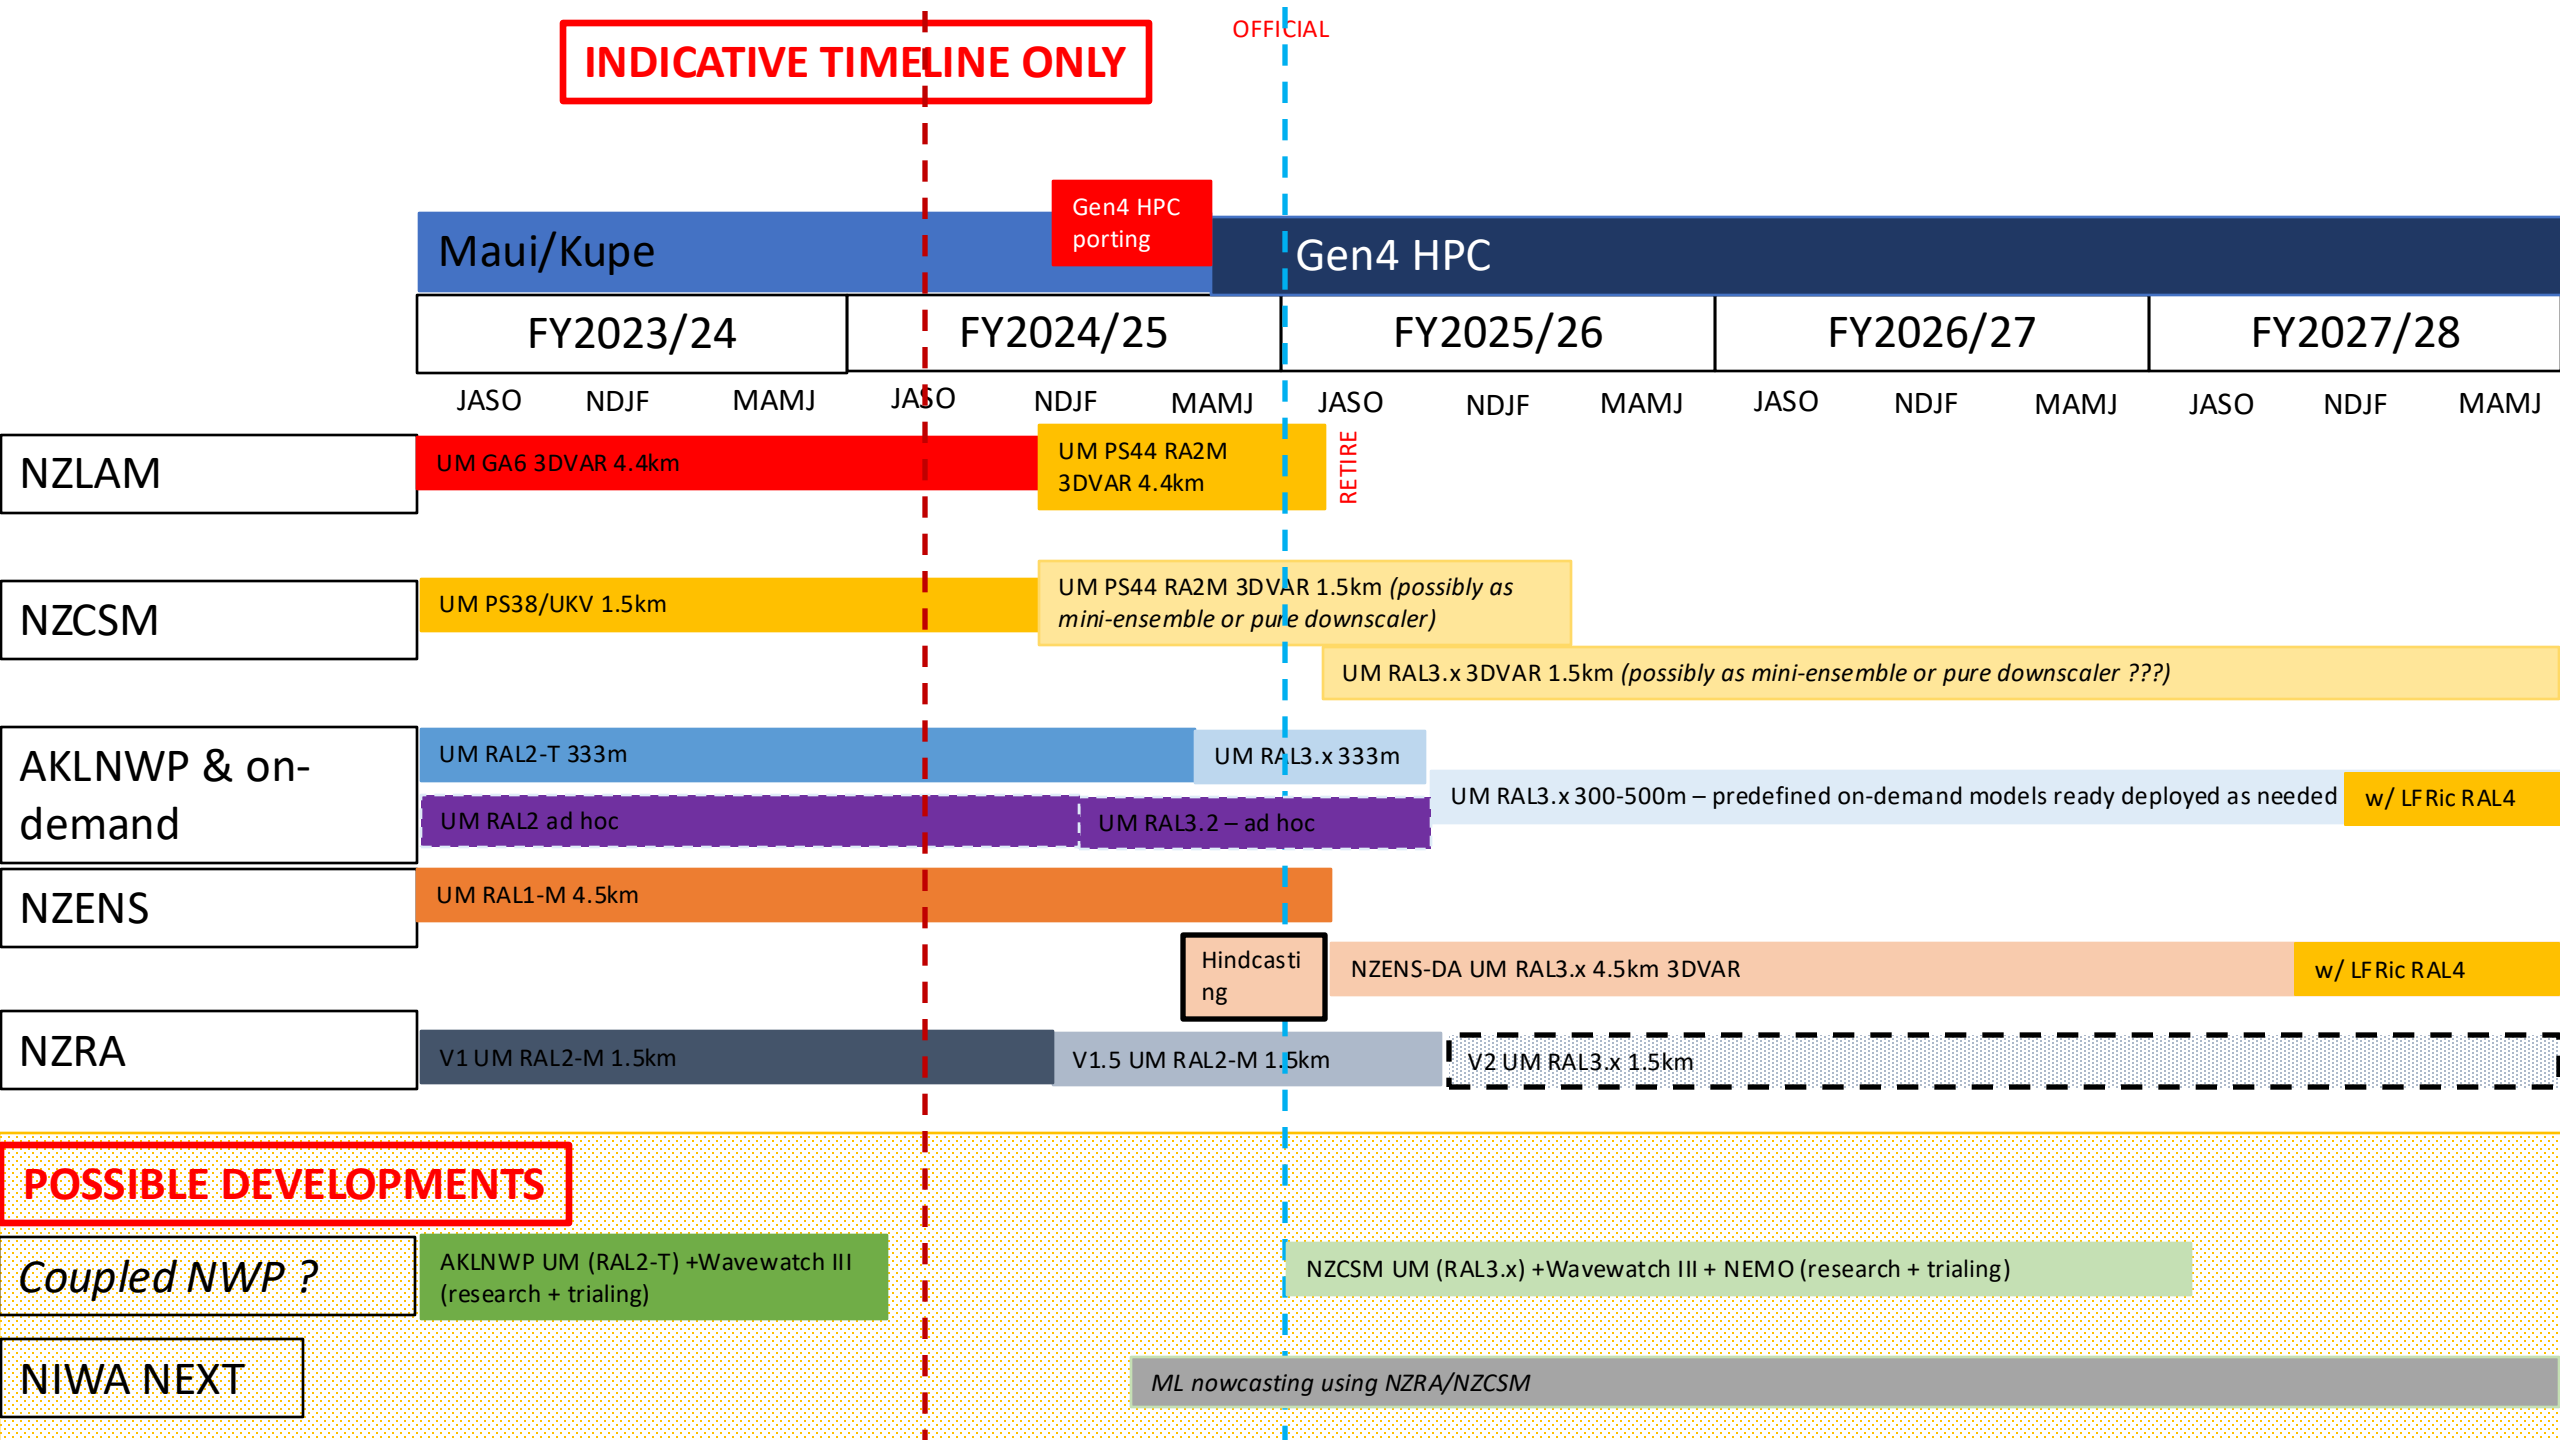 OFFICIAL
INDICATIVE TIMELINE ONLY
Gen4 HPC
porting
Maui/Kupe
Gen4 HPC
FY2023/24
FY2024/25
FY2025/26
FY2026/27
FY2027/28
JASO
NDJF
MAMJ
JASO
NDJF
MAMJ
JASO
NDJF
MAMJ
JASO
NDJF
MAMJ
JASO
NDJF
MAMJ
NZLAM
UM GA6 3DVAR 4.4km
UM PS44 RA2M
3DVAR 4.4km
RETIRE
NZCSM
UM PS38/UKV 1.5km
UM PS44 RA2M 3DVAR 1.5km (possibly as
mini-ensemble or pure downscaler)
UM RAL3.x 3DVAR 1.5km (possibly as mini-ensemble or pure downscaler ???)
AKLNWP & on-
demand
UM RAL2-T 333m
UM RAL3.x 333m
UM RAL3.x 300-500m – predefined on-demand models ready deployed as needed
w/ LFRic RAL4
UM RAL2 ad hoc
UM RAL3.2 – ad hoc
NZENS
UM RAL1-M 4.5km
Hindcasti
ng
NZENS-DA UM RAL3.x 4.5km 3DVAR
w/ LFRic RAL4
NZRA
V1 UM RAL2-M 1.5km
V1.5 UM RAL2-M 1.5km
V2 UM RAL3.x 1.5km
POSSIBLE DEVELOPMENTS
Coupled NWP ?
AKLNWP UM (RAL2-T) +Wavewatch III
(research + trialing)
NZCSM UM (RAL3.x) +Wavewatch III + NEMO (research + trialing)
NIWA NEXT
ML nowcasting using NZRA/NZCSM